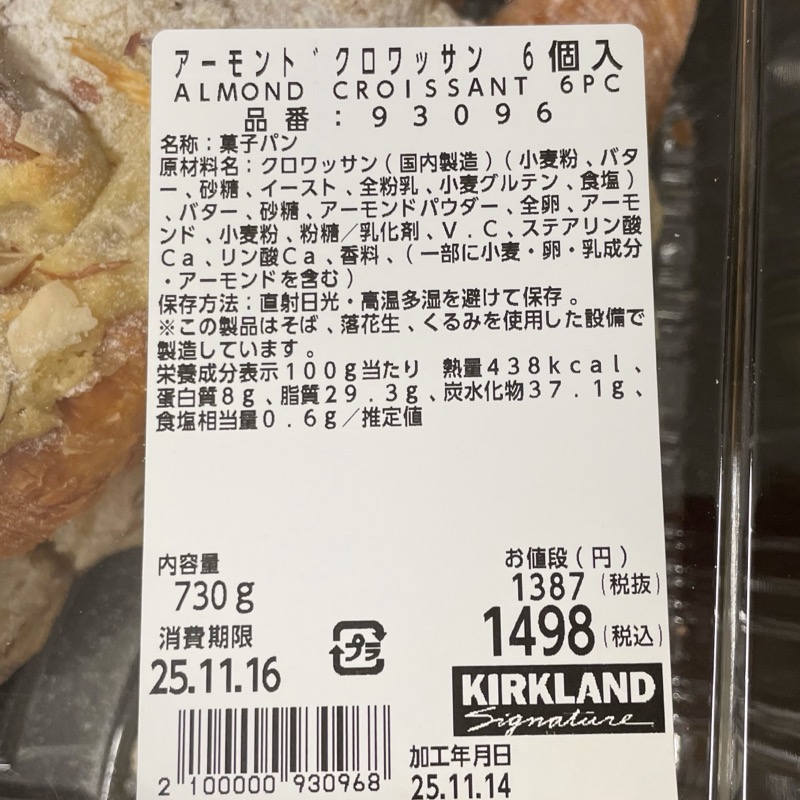 アーモンドクロワッサン 6個入
ALMOND CROISSANT 6PC
品番:93096
名称:菓子パン
原材料名:クロワッサン(国内製造)(小麦粉、バタ
ー、砂糖、イースト、全粉乳、小麦グルテン、食塩)
、バター、砂糖、アーモンドパウダー、全卵、アーモ
ンド、小麦粉、粉糖/乳化剤、V.C、ステアリン酸
Ca、リン酸Ca、香料、(一部に小麦・卵・乳成分
・アーモンドを含む)
保存方法:直射日光・高温多湿を避けて保存。
※この製品はそば、落花生、くるみを使用した設備で
製造しています。
栄養成分表示100g当たり 熱量438kcal、
蛋白質8g、脂質29.3g、炭水化物37.1g、
食塩相当量0.6g/推定値
内容量
730g
お値段(円)
1387(税抜)
1498(税込)
消費期限
25.11.16
プラ
KIRKLAND
Signature
2 100000 930968
加工年月日
25.11.14